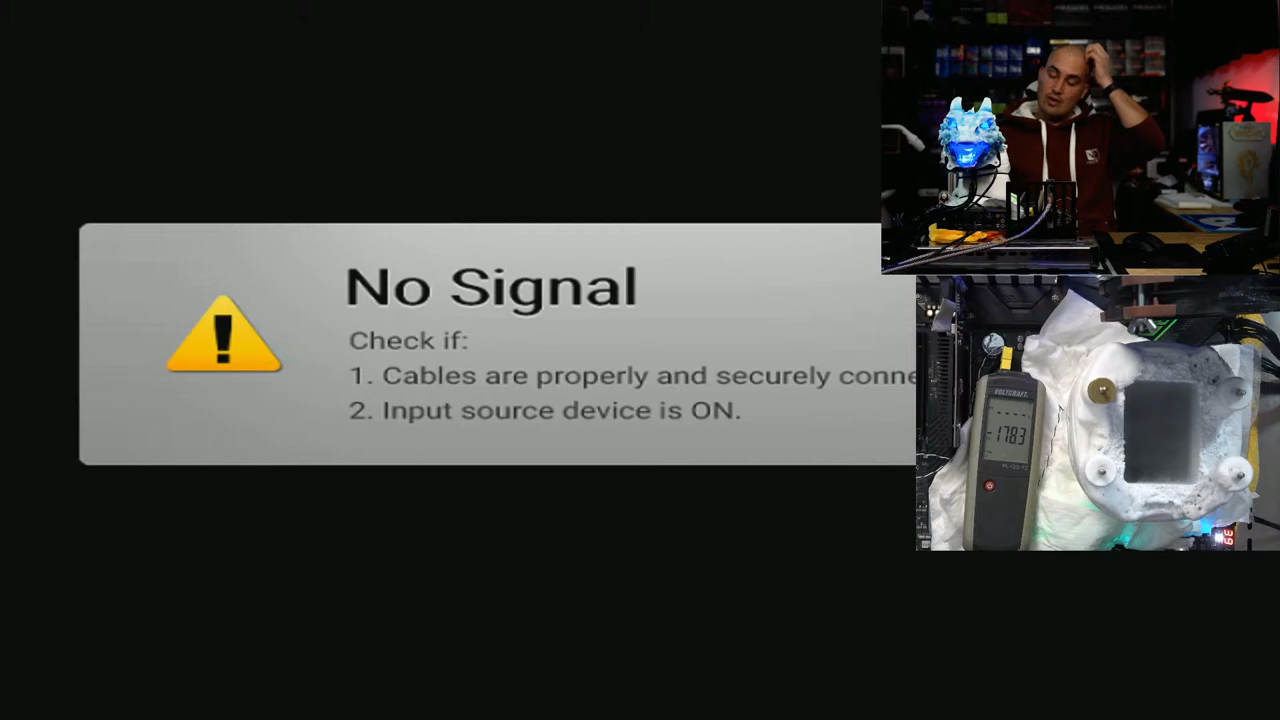 No Signal
Check if:
1. Cables are properly and securely conne
2. Input source device is ON.
VOLTCRAFT
-178.3